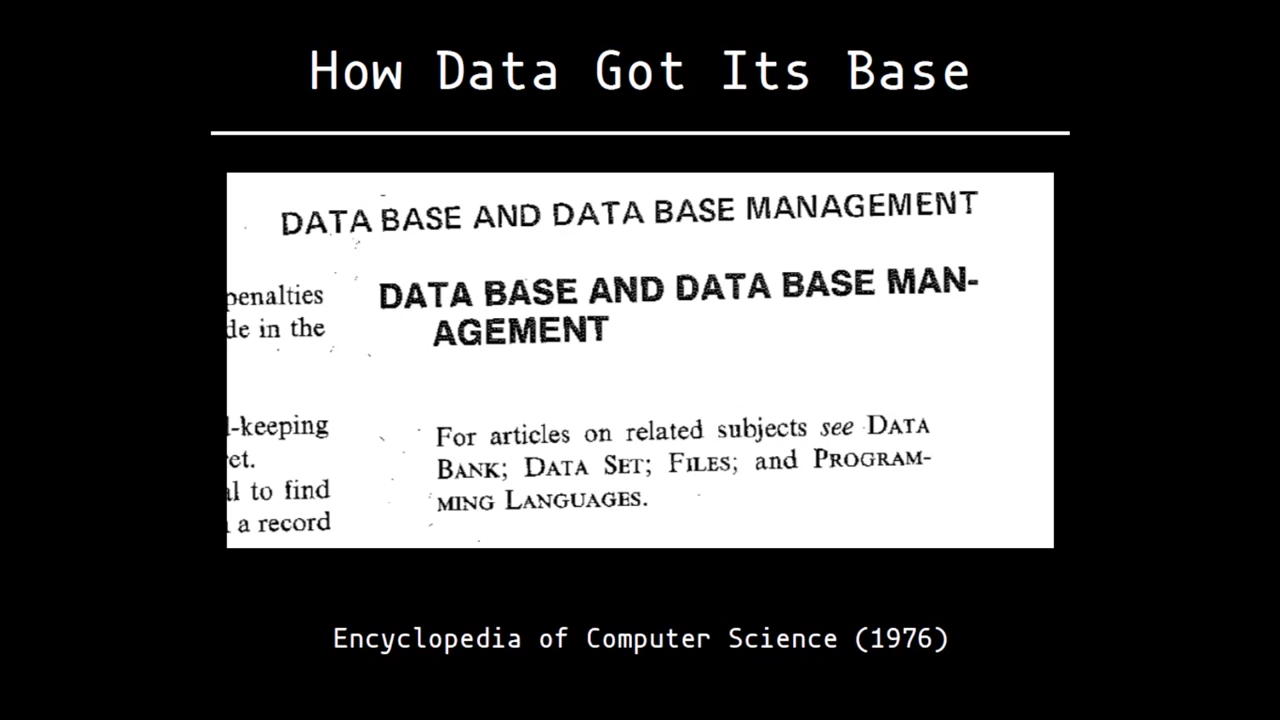 How Data Got Its Base
DATA BASE AND DATA BASE MANAGEMENT
penalties
de in the
-keeping
ret.
al to find
a record
DATA BASE AND DATA BASE MAN-
AGEMENT
For articles on related subjects see DATA
BANK; DATA SET; FILES; and PROGRAM-
MING LANGUAGES.
Encyclopedia of Computer Science (1976)